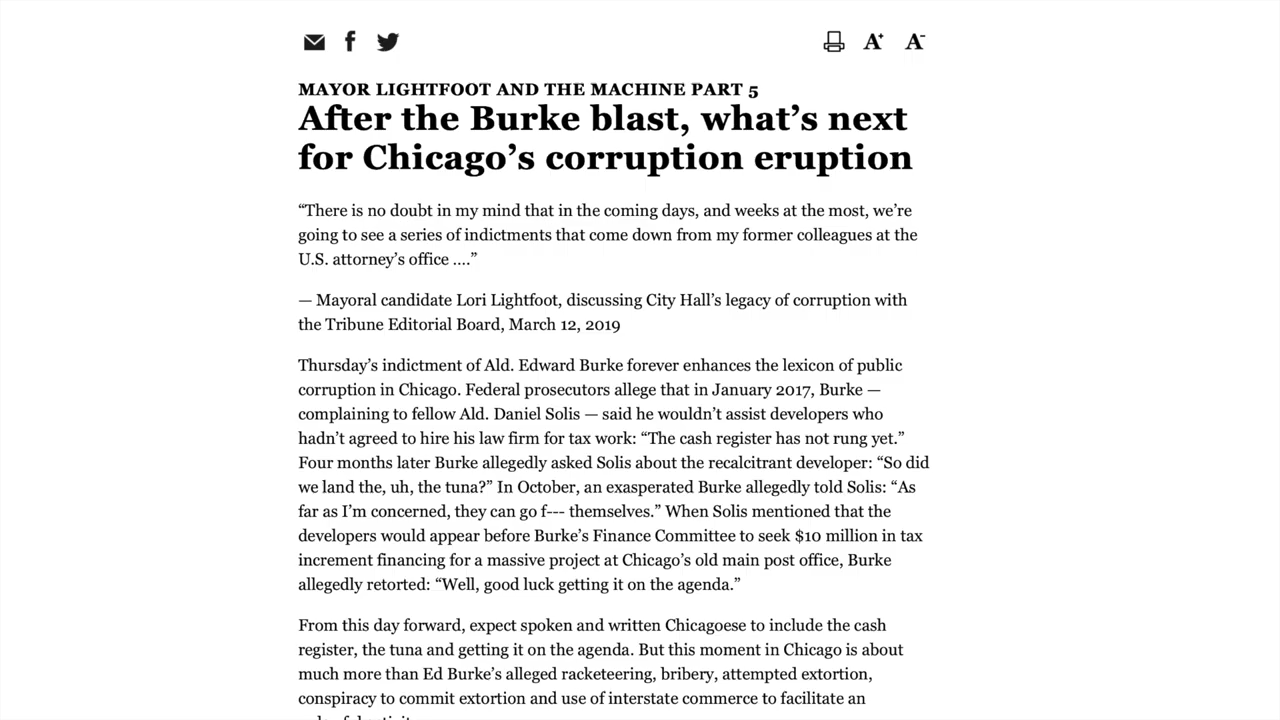 A+ A-
MAYOR LIGHTFOOT AND THE MACHINE PART 5
After the Burke blast, what’s next
for Chicago’s corruption eruption
“There is no doubt in my mind that in the coming days, and weeks at the most, we’re
going to see a series of indictments that come down from my former colleagues at the
U.S. attorney’s office ....”
— Mayoral candidate Lori Lightfoot, discussing City Hall’s legacy of corruption with
the Tribune Editorial Board, March 12, 2019
Thursday’s indictment of Ald. Edward Burke forever enhances the lexicon of public
corruption in Chicago. Federal prosecutors allege that in January 2017, Burke —
complaining to fellow Ald. Daniel Solis — said he wouldn’t assist developers who
hadn’t agreed to hire his law firm for tax work: “The cash register has not rung yet.”
Four months later Burke allegedly asked Solis about the recalcitrant developer: “So did
we land the, uh, the tuna?” In October, an exasperated Burke allegedly told Solis: “As
far as I’m concerned, they can go f--- themselves.” When Solis mentioned that the
developers would appear before Burke’s Finance Committee to seek $10 million in tax
increment financing for a massive project at Chicago’s old main post office, Burke
allegedly retorted: “Well, good luck getting it on the agenda.”
From this day forward, expect spoken and written Chicagoese to include the cash
register, the tuna and getting it on the agenda. But this moment in Chicago is about
much more than Ed Burke’s alleged racketeering, bribery, attempted extortion,
conspiracy to commit extortion and use of interstate commerce to facilitate an